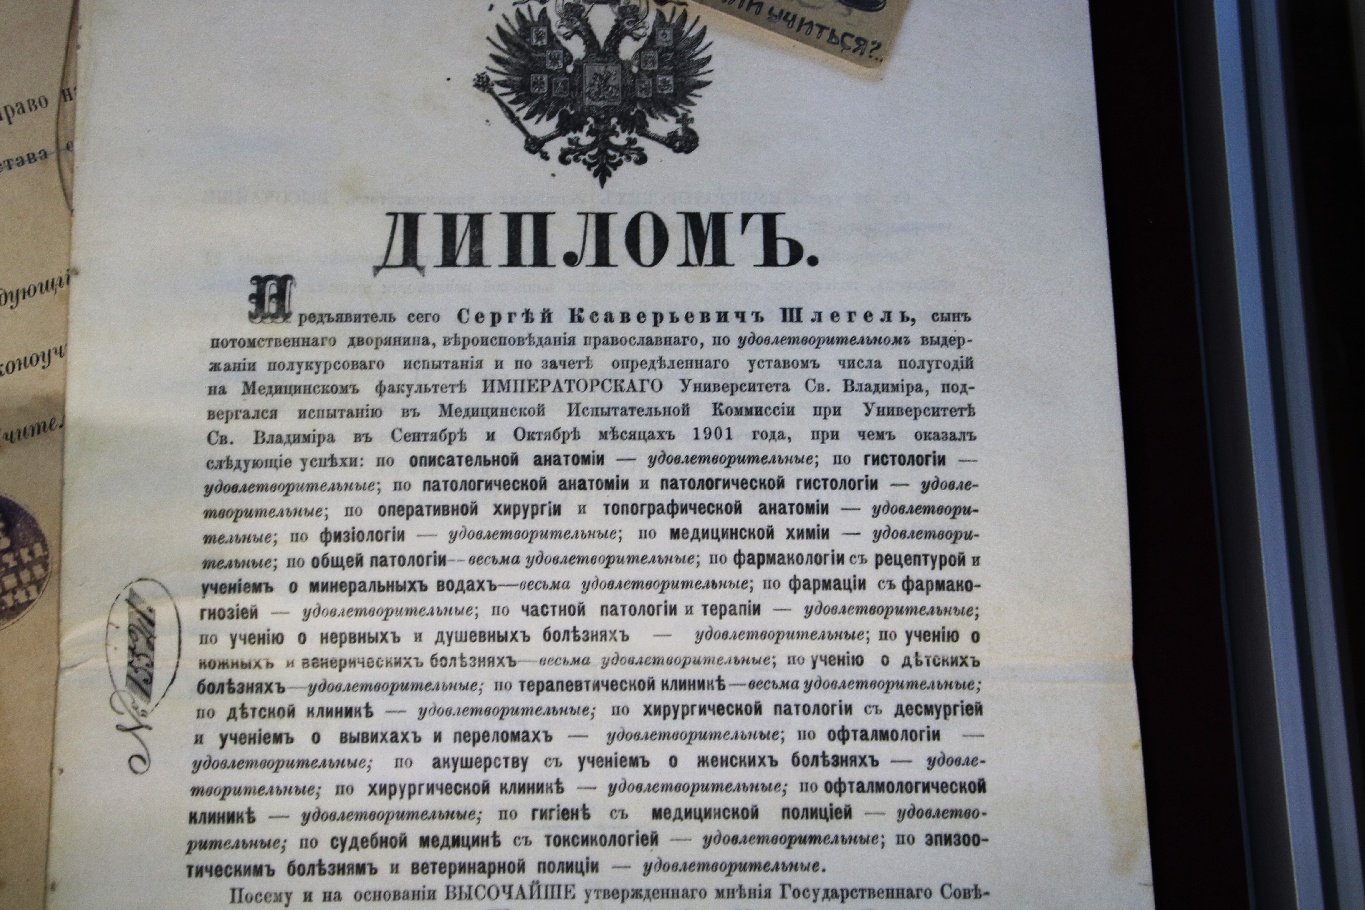 учиться?..
право
става
ДИПЛОМЪ.
Предъявитель сего Сергѣй Ксаверьевичъ Шлегель, сынъ
потомственнаго дворянина, вѣроисповѣданія православнаго, по удовлетворительномъ выдер-
жаніи полукурсоваго испытанія и по зачетѣ опредѣленнаго уставомъ числа полугодій
на Медицинскомъ факультетѣ ИМПЕРАТОРСКАГО Университета Св. Владиміра, под-
вергался испытанію въ Медицинской Испытательной Коммиссіи при Университетѣ
Св. Владиміра въ Сентябрѣ и Октябрѣ мѣсяцахъ 1901 года, при чемъ оказалъ
слѣдующіе успѣхи: по описательной анатоміи — удовлетворительные; по гистологіи —
удовлетворительные; по патологической анатоміи и патологической гистологіи — удовле-
творительные; по оперативной хирургіи и топографической анатоміи — удовлетвори-
тельные; по физіологіи — удовлетворительные; по медицинской химіи — удовлетвори-
тельные; по общей патологіи — весьма удовлетворительные; по фармакологіи съ рецептурой и
ученіемъ о минеральныхъ водахъ — весьма удовлетворительные; по фармаціи съ фармако-
гнозіей — удовлетворительные; по частной патологіи и терапіи — удовлетворительные;
по ученію о нервныхъ и душевныхъ болѣзняхъ — удовлетворительные; по ученію о
кожныхъ и венерическихъ болѣзняхъ — весьма удовлетворительные; по ученію о дѣтскихъ
болѣзняхъ — удовлетворительные; по терапевтической клиникѣ — весьма удовлетворительные;
по дѣтской клиникѣ — удовлетворительные; по хирургической патологіи съ десмургіей
и ученіемъ о вывихахъ и переломахъ — удовлетворительные; по офталмологіи —
удовлетворительные; по акушерству съ ученіемъ о женскихъ болѣзняхъ — удовле-
творительные; по хирургической клиникѣ — удовлетворительные; по офталмологической
клиникѣ — удовлетворительные; по гигіенѣ съ медицинской полиціей — удовлетво-
рительные; по судебной медицинѣ съ токсикологіей — удовлетворительные; по эпизоо-
тическимъ болѣзнямъ и ветеринарной полиціи — удовлетворительные.
Посему и на основаніи ВЫСОЧАЙШЕ утвержденнаго мнѣнія Государственнаго Совѣ-